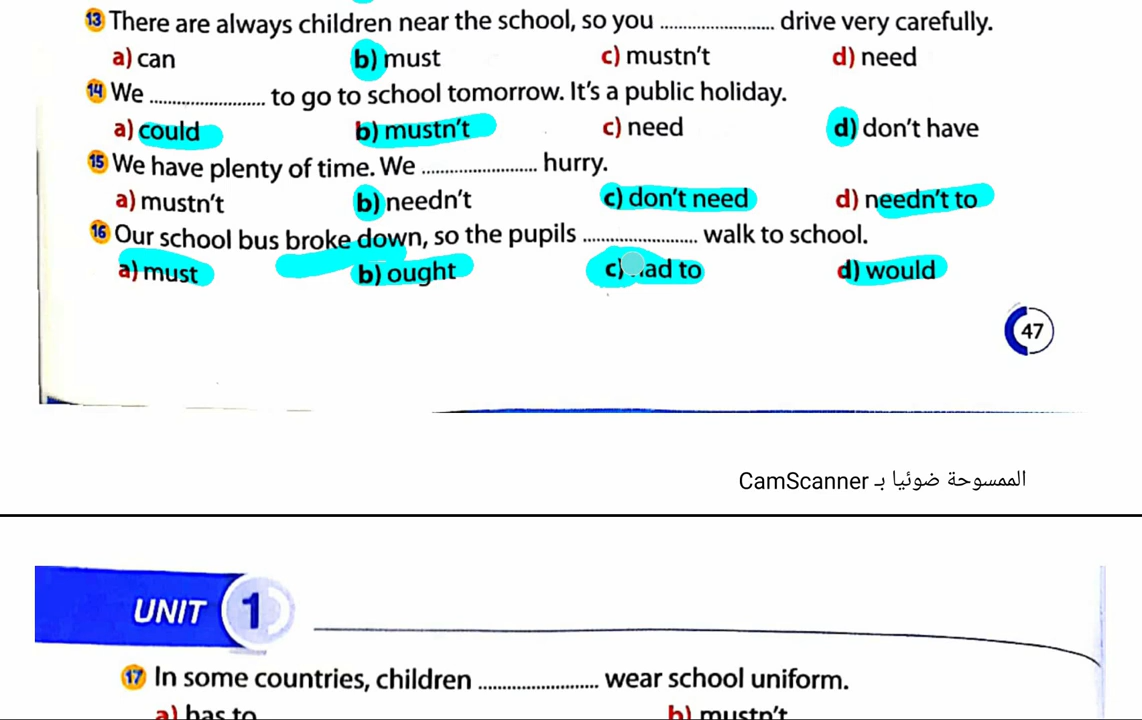 13 There are always children near the school, so you ........................ drive very carefully.
a) can b) must c) mustn't d) need
14 We ........................ to go to school tomorrow. It's a public holiday.
a) could b) mustn't c) need d) don't have
15 We have plenty of time. We ........................ hurry.
a) mustn't b) needn't c) don't need d) needn't to
16 Our school bus broke down, so the pupils ........................ walk to school.
a) must b) ought c) had to d) would
47
الممسوحة ضوئيا بـ CamScanner
UNIT 1
17 In some countries, children ........................ wear school uniform.
a) has to b) mustn't